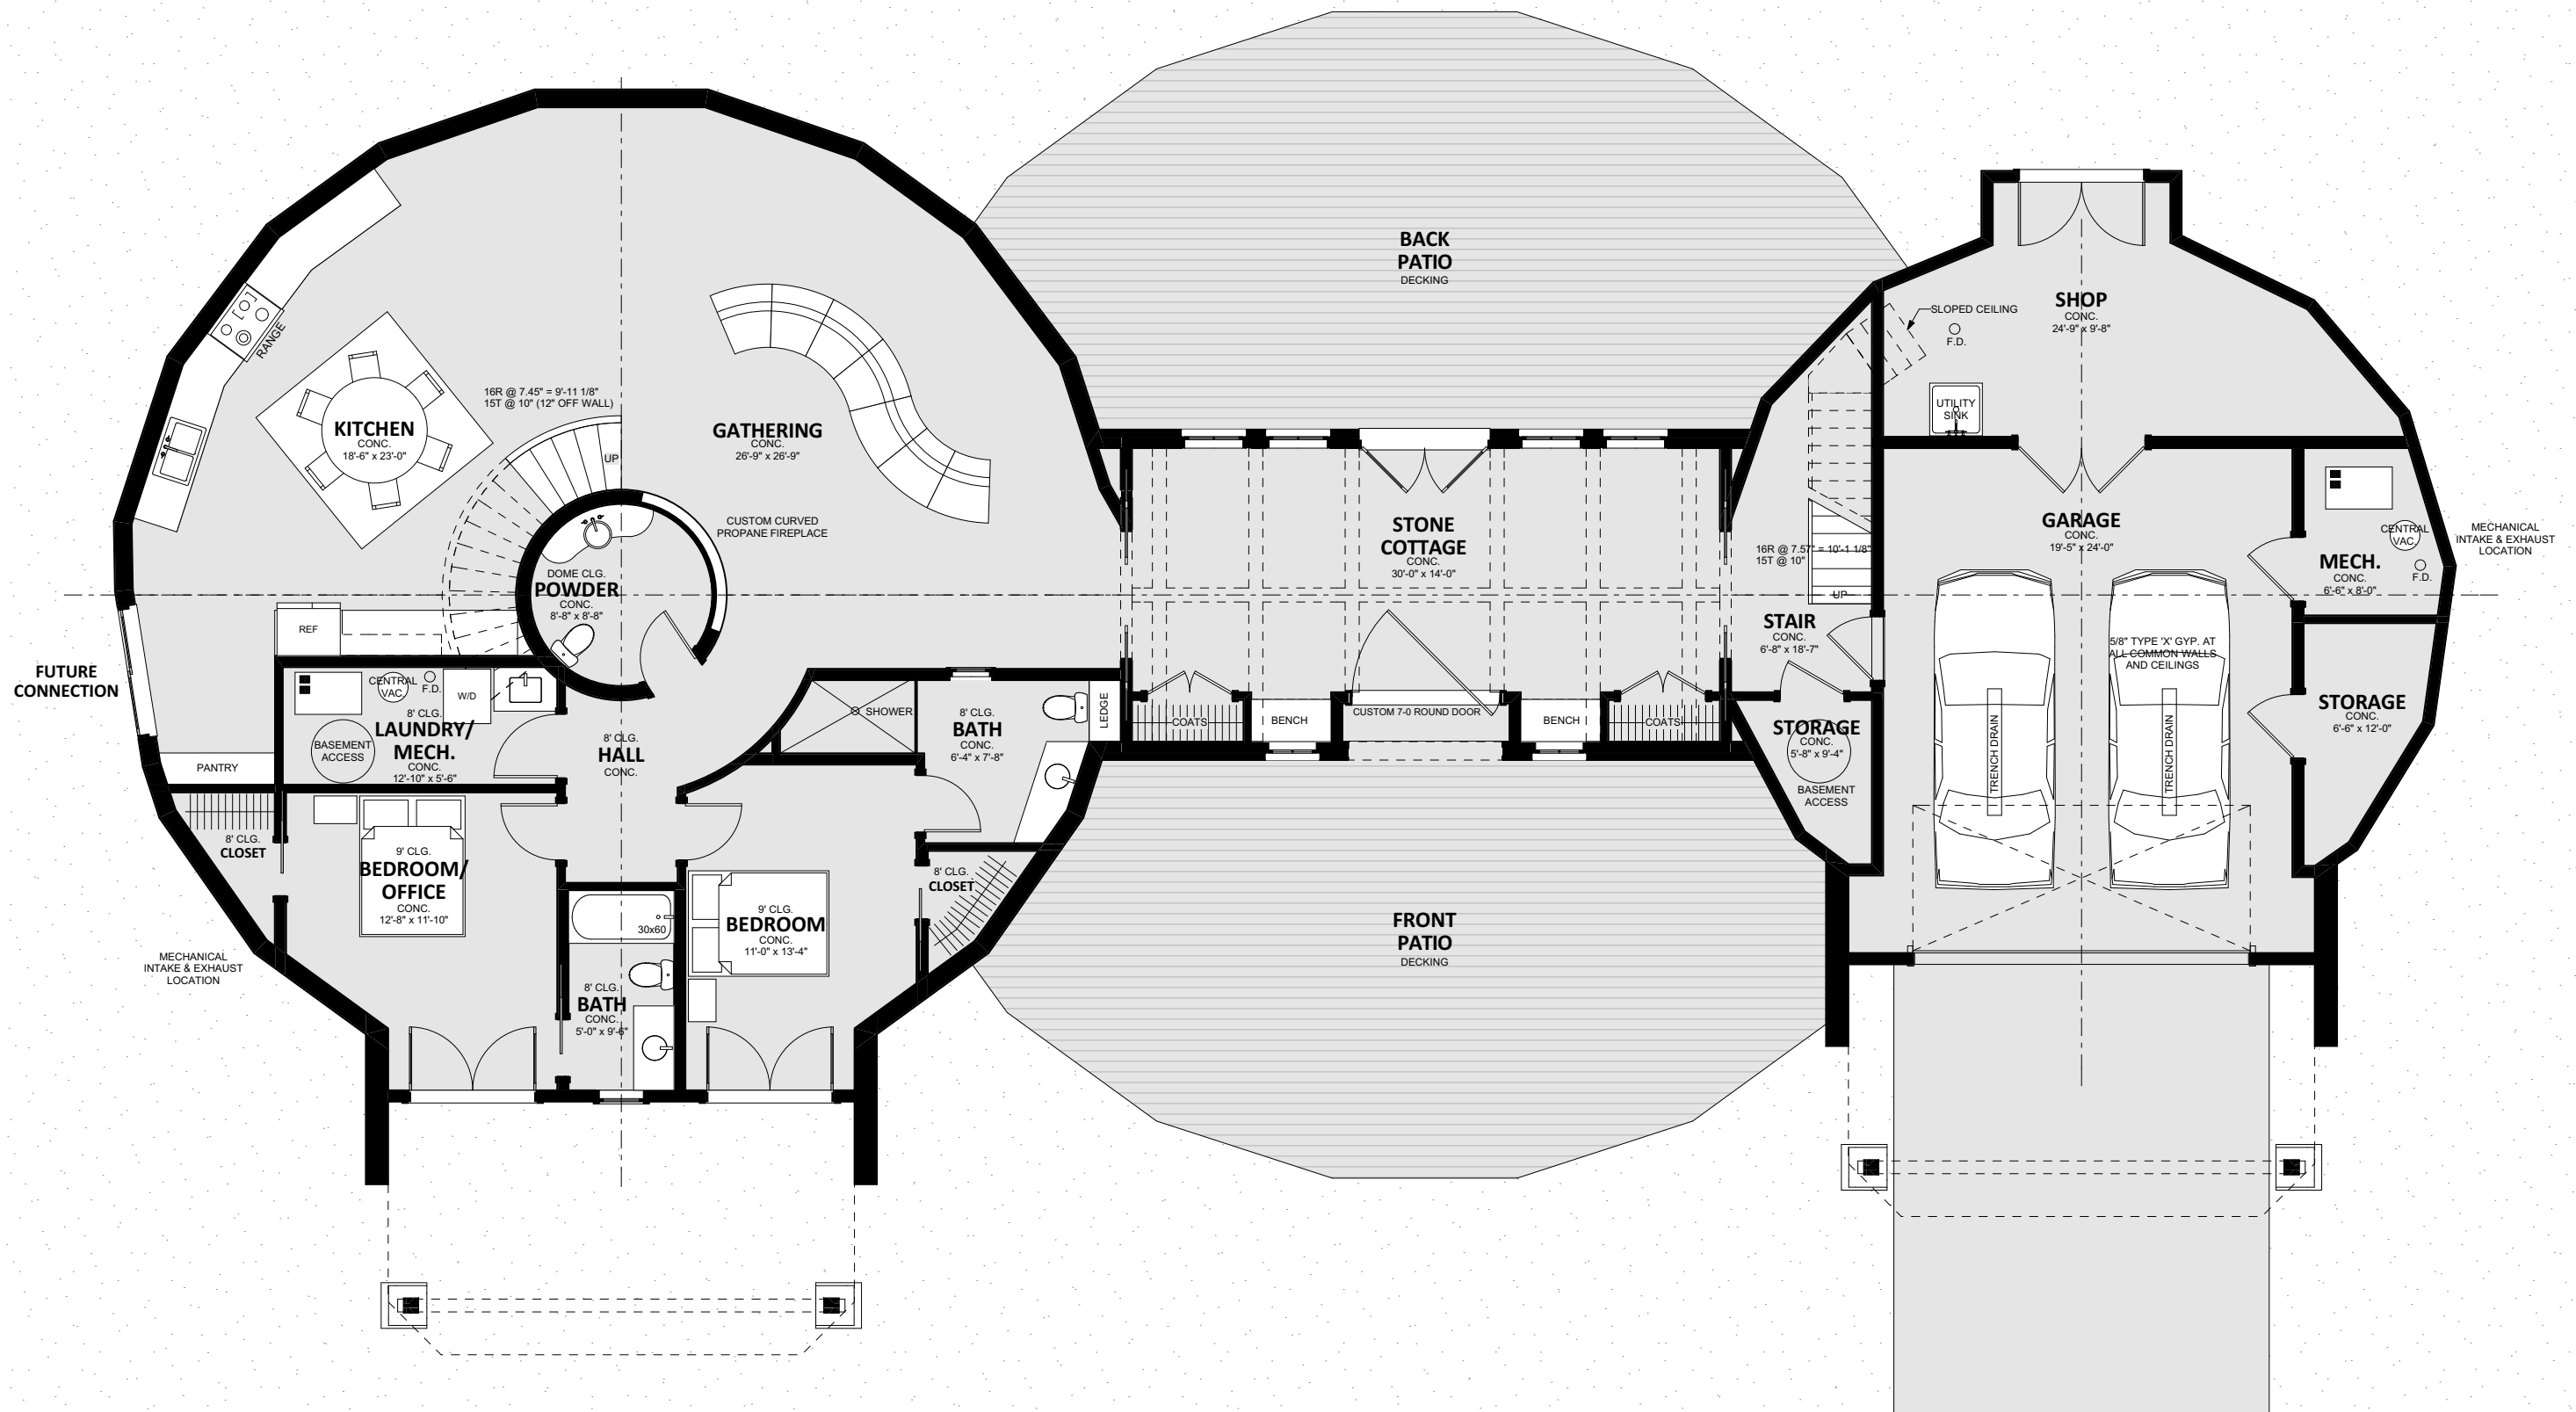 BACK
PATIO
DECKING
SHOP
CONC.
24'-9" x 9'-8"
SLOPED CEILING
F.D.
UTILITY
SINK
RANGE
KITCHEN
CONC.
18'-6" x 23'-0"
16R @ 7.45" = 9'-11 1/8"
15T @ 10" (12" OFF WALL)
UP
GATHERING
CONC.
26'-9" x 26'-9"
CUSTOM CURVED
PROPANE FIREPLACE
DOME CLG.
POWDER
CONC.
8'-8" x 8'-8"
STONE
COTTAGE
CONC.
30'-0" x 14'-0"
16R @ 7.57" = 10'-1 1/8"
15T @ 10"
UP
STAIR
CONC.
6'-8" x 18'-7"
GARAGE
CONC.
19'-5" x 24'-0"
5/8" TYPE 'X' GYP. AT
ALL COMMON WALLS
AND CEILINGS
TRENCH DRAIN
TRENCH DRAIN
CENTRAL
VAC.
MECH.
CONC.
6'-6" x 8'-0"
F.D.
MECHANICAL
INTAKE & EXHAUST
LOCATION
STORAGE
CONC.
6'-6" x 12'-0"
FUTURE
CONNECTION
REF
CENTRAL
VAC.
F.D.
W/D
8' CLG.
LAUNDRY/
MECH.
CONC.
12'-10" x 5'-6"
BASEMENT
ACCESS
PANTRY
8' CLG.
HALL
CONC.
SHOWER
8' CLG.
BATH
CONC.
6'-4" x 7'-8"
LEDGE
COATS
BENCH
CUSTOM 7-0 ROUND DOOR
BENCH
COATS
STORAGE
CONC.
5'-8" x 9'-4"
BASEMENT
ACCESS
8' CLG.
CLOSET
9' CLG.
BEDROOM/
OFFICE
CONC.
12'-8" x 11'-10"
8' CLG.
CLOSET
9' CLG.
BEDROOM
CONC.
11'-0" x 13'-4"
30x60
8' CLG.
BATH
CONC.
5'-0" x 9'-6"
MECHANICAL
INTAKE & EXHAUST
LOCATION
FRONT
PATIO
DECKING